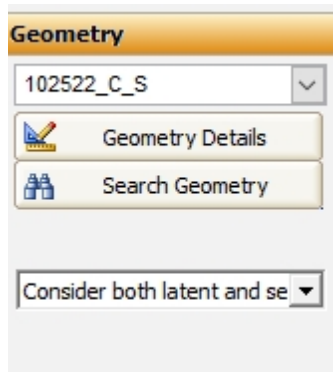 Geometry
102522_C_S
Geometry Details
Search Geometry
Consider both latent and se